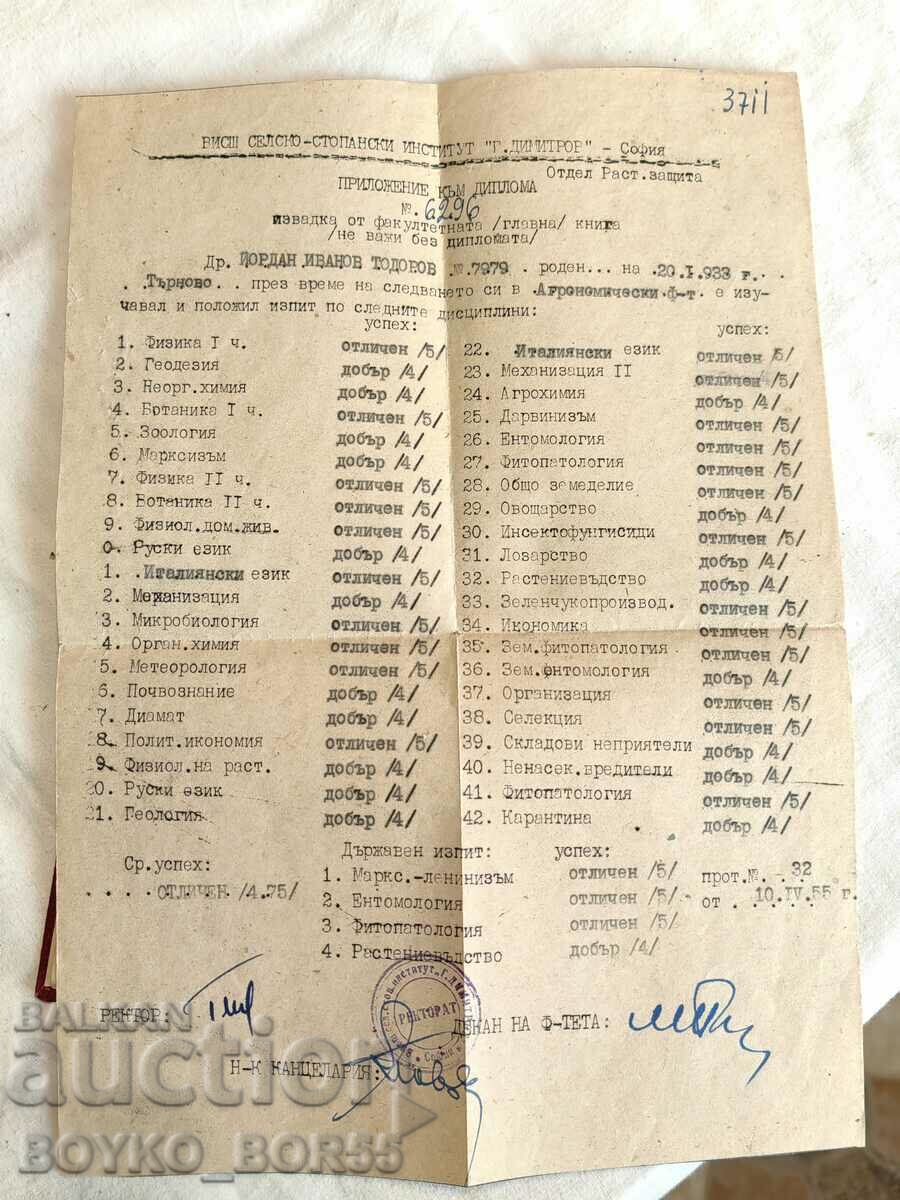 3711
ВИСШ СЕЛСКО-СТОПАНСКИ ИНСТИТУТ "Г.ДИМИТРОВ" - София
Отдел Раст.защита
ПРИЛОЖЕНИЕ КЪМ ДИПЛОМА
№.6296
извадка от факултетната /главна/ книга
/не важи без дипломата/
Др. ЙОРДАН ИВАНОВ ТОДОРОВ №7979 . роден... на .20.I.933 г.. .
. .Търново. . през време на следването си в .Агрономически.ф-т. е изу-
чавал и положил изпит по следните дисциплини:
успех:
1. Физика I ч. отличен /5/
2. Геодезия добър /4/
3. Неорг.химия добър /4/
4. Ботаника I ч. отличен /5/
5. Зоология добър /4/
6. Марксизъм добър /4/
7. Физика II ч. отличен /5/
8. Ботаника II ч. отличен /5/
9. Физиол.дом.жив. отличен /5/
0. Руски език добър /4/
1. .Италиянски език отличен /5/
2. Механизация добър /4/
3. Микробиология отличен /5/
4. Орган.химия отличен /5/
5. Метеорология отличен /5/
6. Почвознание добър /4/
7. Диамат добър /4/
8. Полит.икономия отличен /5/
9. Физиол.на раст. добър /4/
20. Руски език добър /4/
21. Геология добър /4/
успех:
22. Италиянски език отличен /5/
23. Механизация II отличен /5/
24. Агрохимия добър /4/
25. Дарвинизъм отличен /5/
26. Ентомология отличен /5/
27. Фитопатология отличен /5/
28. Общо земеделие отличен /5/
29. Овощарство добър /4/
30. Инсектофунгисиди отличен /5/
31. Лозарство добър /4/
32. Растениевъдство добър /4/
33. Зеленчукопроизвод. отличен /5/
34. Икономика отличен /5/
35. Зем.фитопатология отличен /5/
36. Зем.ентомология добър /4/
37. Организация отличен /5/
38. Селекция отличен /5/
39. Складови неприятели добър /4/
40. Ненасек.вредители добър /4/
41. Фитопатология отличен /5/
42. Карантина добър /4/
Ср.успех:
. . . . .ОТЛИЧЕН /4.75/
Държавен изпит: успех:
1. Маркс.-ленинизъм отличен /5/
2. Ентомология отличен /5/
3. Фитопатология отличен /5/
4. Растениевъдство добър /4/
прот.№. .32
от . . .10.IV.55 г.
РЕКТОР:
РЕКТОРАТ
ДЕКАН НА Ф-ТЕТА:
Н-К КАНЦЕЛАРИЯ:
BALKAN
auction
BOYKO_BOR55